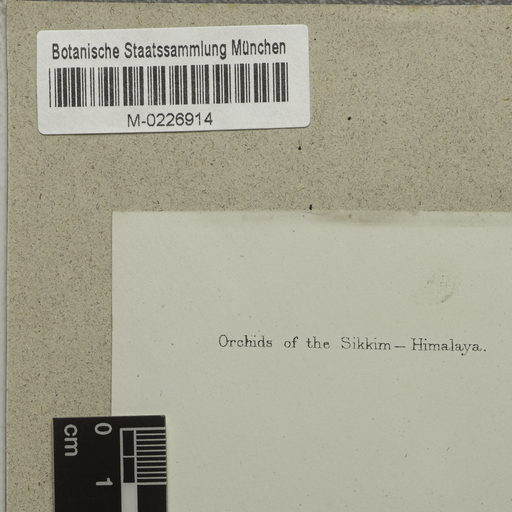 Botanische Staatssammlung München
M-0226914
Orchids of the Sikkim – Himalaya.
cm
0
1